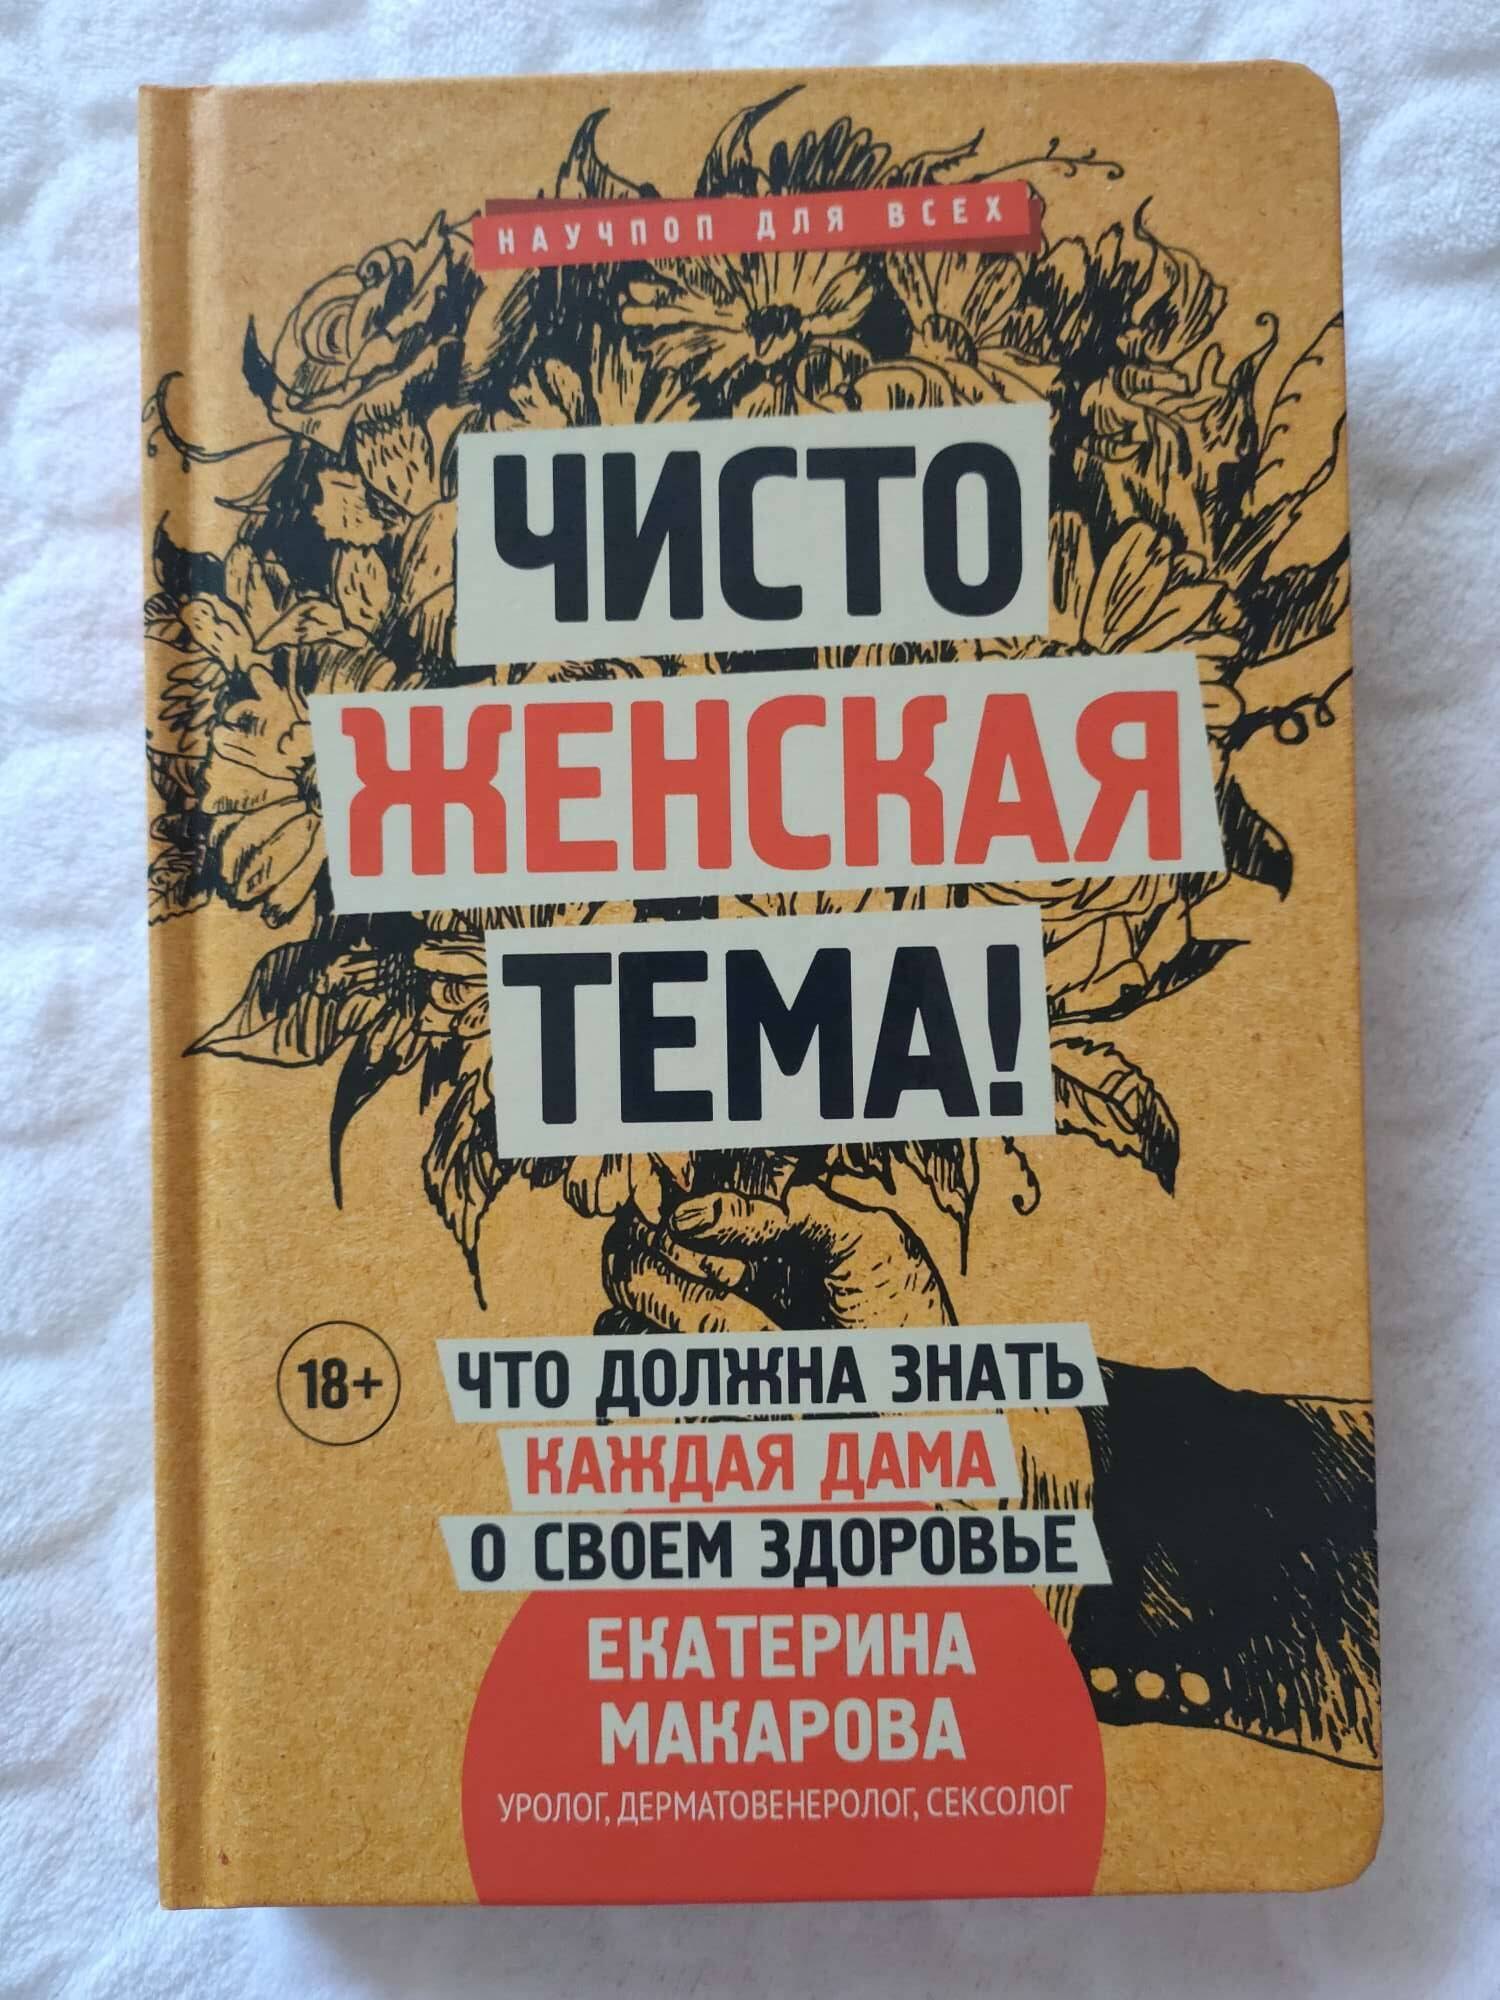 НАУЧПОП ДЛЯ ВСЕХ
ЧИСТО
ЖЕНСКАЯ
ТЕМА!
18+
ЧТО ДОЛЖНА ЗНАТЬ
КАЖДАЯ ДАМА
О СВОЕМ ЗДОРОВЬЕ
ЕКАТЕРИНА
МАКАРОВА
УРОЛОГ, ДЕРМАТОВЕНЕРОЛОГ, СЕКСОЛОГ